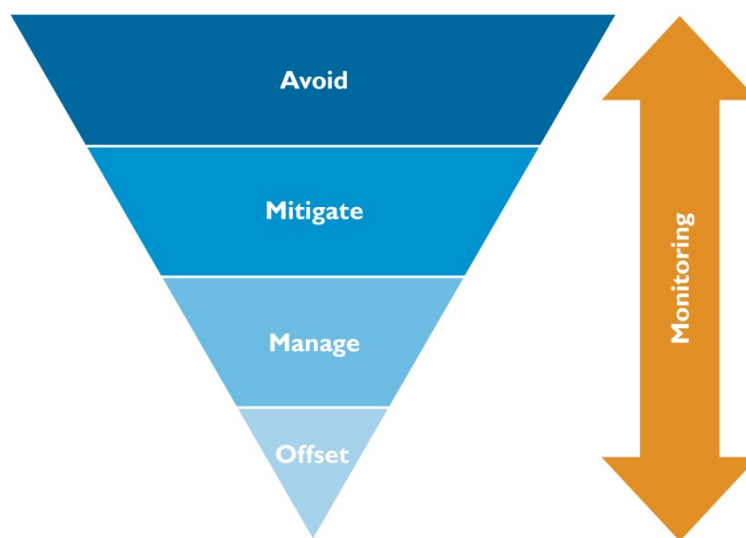 Avoid
Mitigate
Manage
Offset
Monitoring